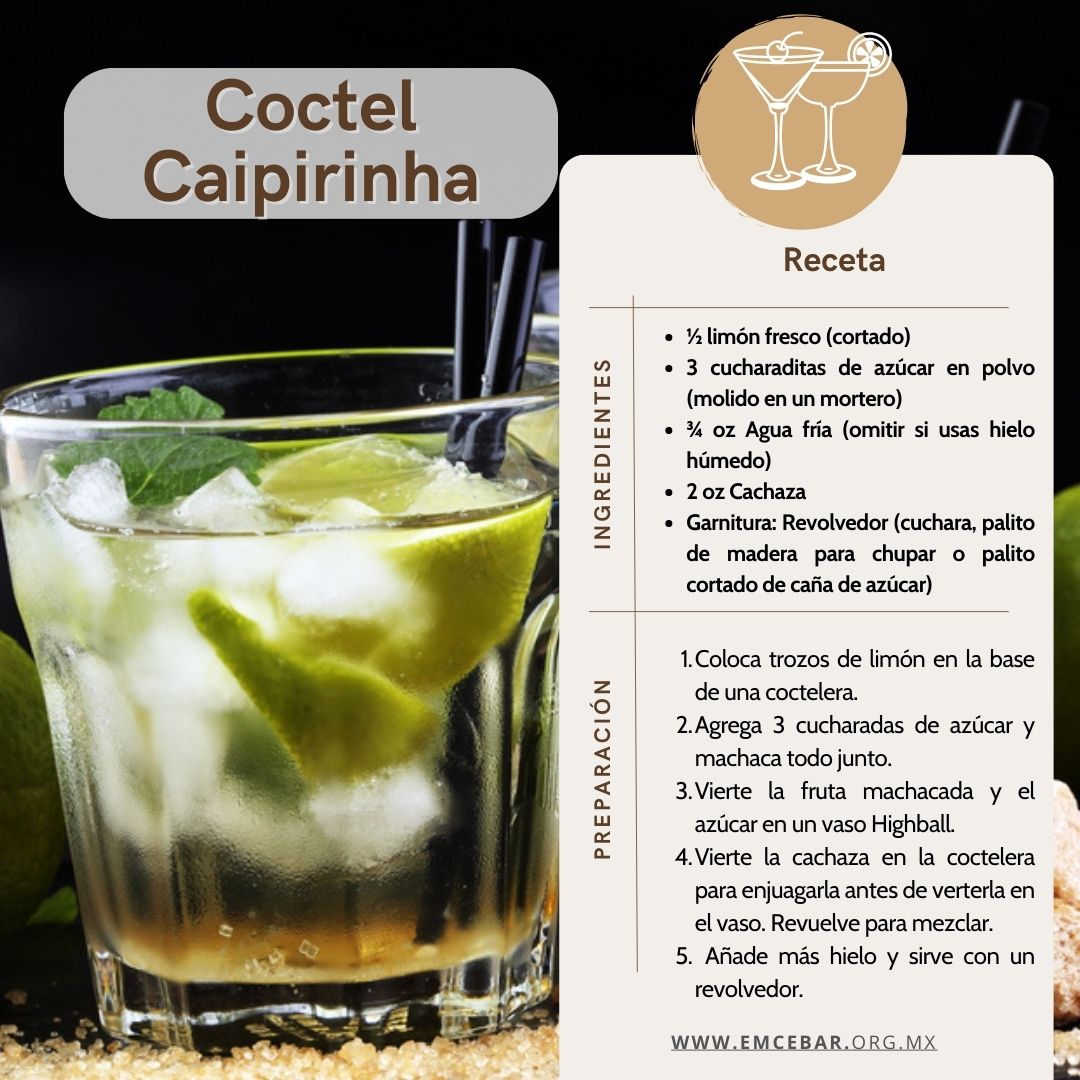 Coctel
Caipirinha
Receta
INGREDIENTES
• ½ limón fresco (cortado)
• 3 cucharaditas de azúcar en polvo
(molido en un mortero)
• ¾ oz Agua fría (omitir si usas hielo
húmedo)
• 2 oz Cachaza
• Garnitura: Revolvedor (cuchara, palito
de madera para chupar o palito
cortado de caña de azúcar)
PREPARACIÓN
1. Coloca trozos de limón en la base
de una coctelera.
2. Agrega 3 cucharadas de azúcar y
machaca todo junto.
3. Vierte la fruta machacada y el
azúcar en un vaso Highball.
4. Vierte la cachaza en la coctelera
para enjuagarla antes de verterla en
el vaso. Revuelve para mezclar.
5. Añade más hielo y sirve con un
revolvedor.
WWW.EMCEBAR.ORG.MX